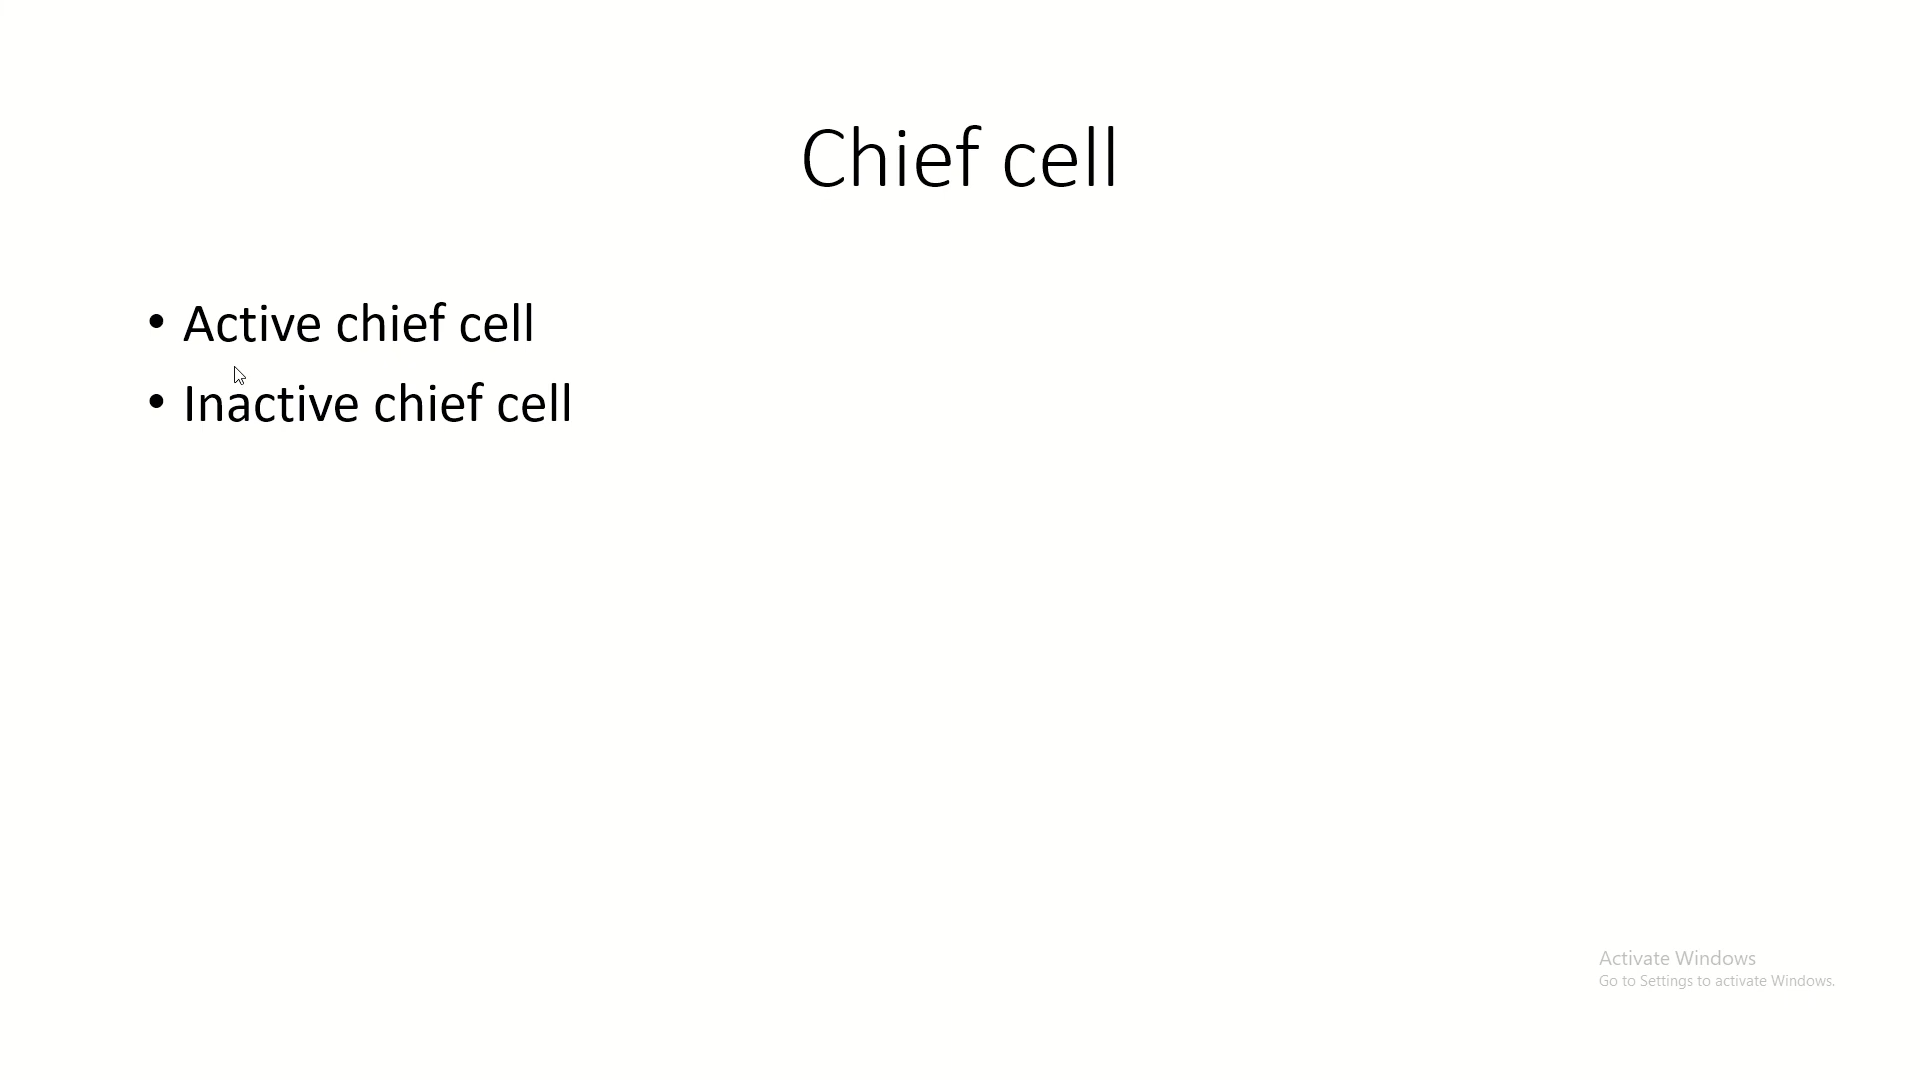 Chief cell
• Active chief cell
• Inactive chief cell
Activate Windows
Go to Settings to activate Windows.